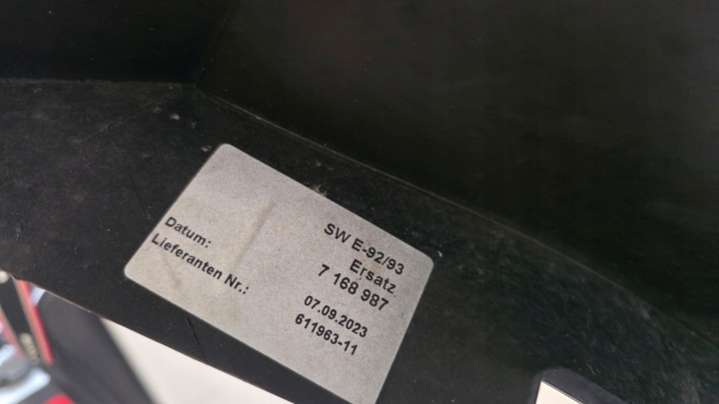 SW E-92/93
Ersatz
7 168 987
Datum: 07.09.2023
Lieferanten Nr.: 611963-11